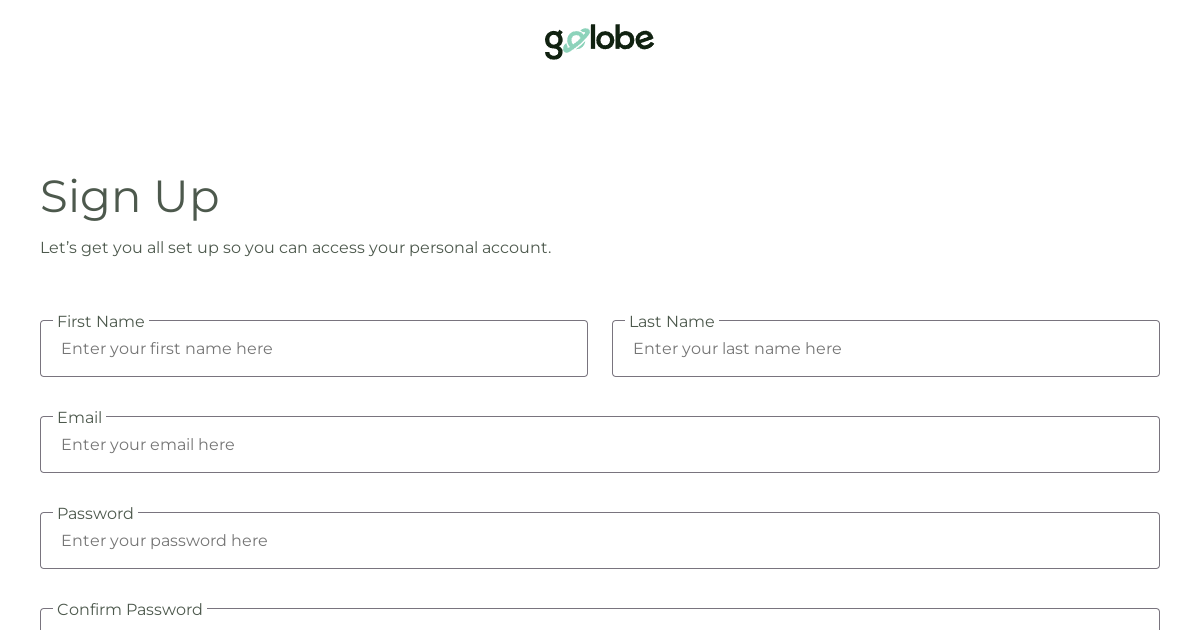 golobe
Sign Up
Let’s get you all set up so you can access your personal account.
First Name
Enter your first name here
Last Name
Enter your last name here
Email
Enter your email here
Password
Enter your password here
Confirm Password